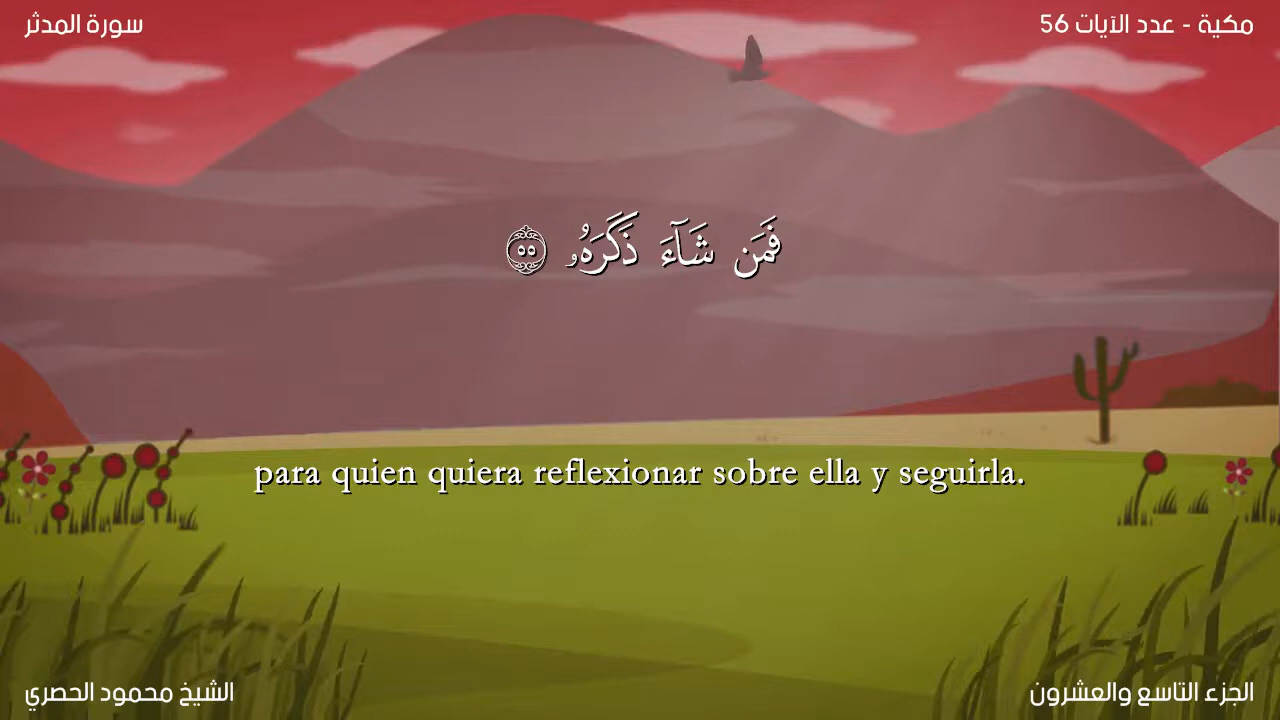 سورة المدثر
مكية - عدد الآيات 56
فَمَن شَآءَ ذَكَرَهُۥ ۝٥٥
para quien quiera reflexionar sobre ella y seguirla.
الشيخ محمود الحصري
الجزء التاسع والعشرون